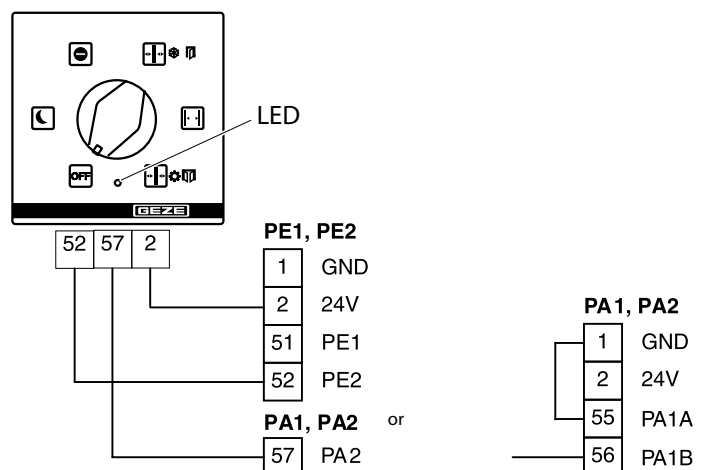 LED
OFF
GEZE
52 57 2
PE1, PE2
1 GND
2 24V
51 PE1
52 PE2
PA1, PA2
57 PA2
or
PA1, PA2
1 GND
2 24V
55 PA1A
56 PA1B